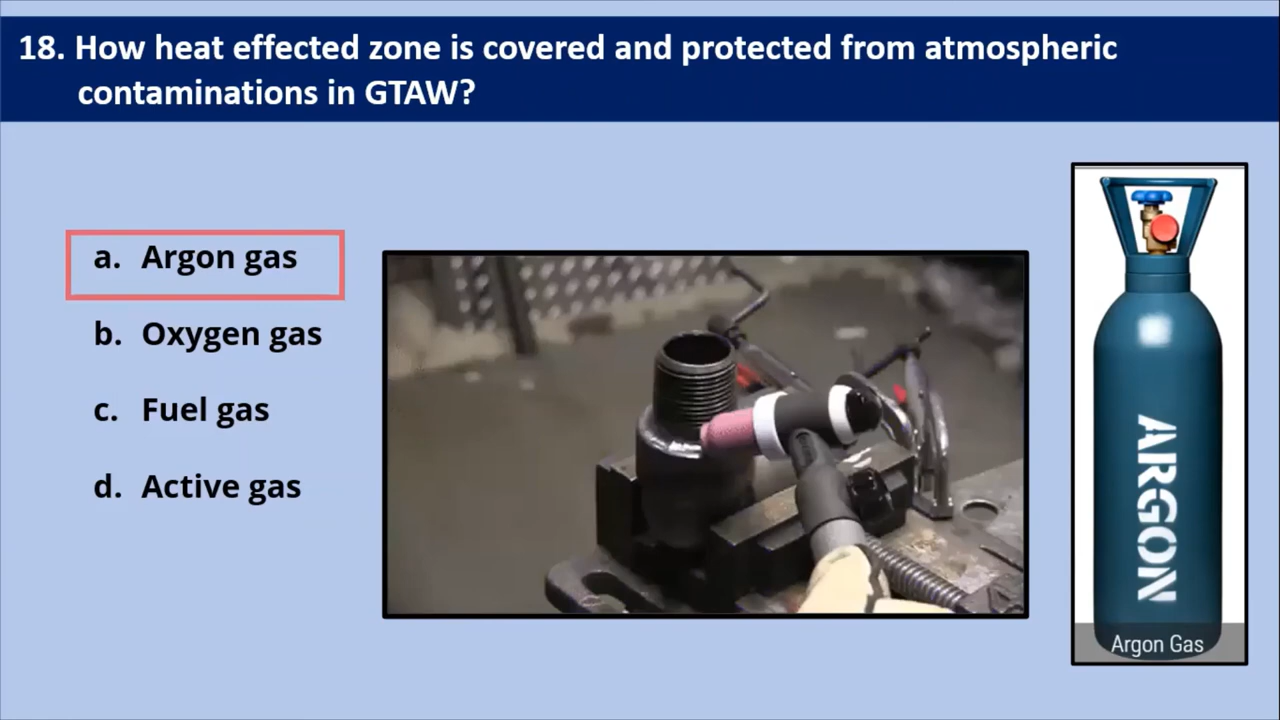 18. How heat effected zone is covered and protected from atmospheric
contaminations in GTAW?
a. Argon gas
b. Oxygen gas
c. Fuel gas
d. Active gas
ARGON
Argon Gas